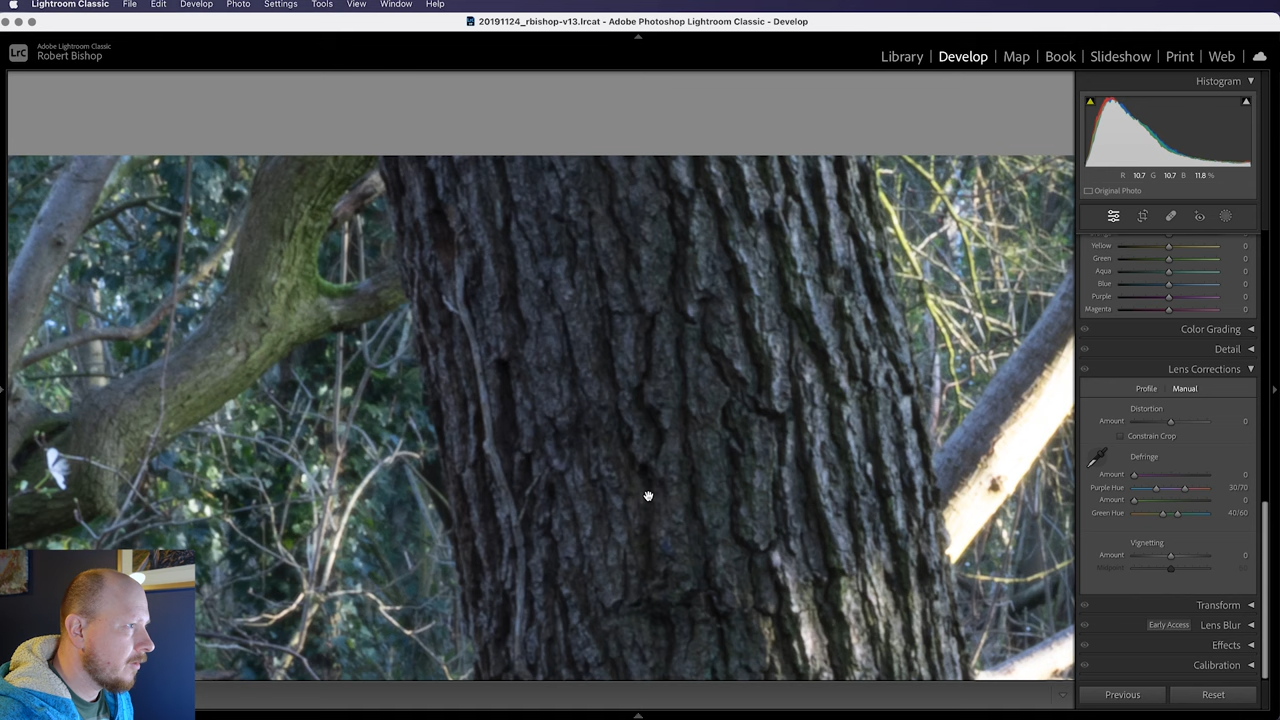 Lightroom Classic File Edit Develop Photo Settings Tools View Window Help
20191124_rbishop-v13.lrcat - Adobe Photoshop Lightroom Classic - Develop
LrC
Adobe Lightroom Classic
Robert Bishop
Library | Develop | Map | Book | Slideshow | Print | Web
Histogram
R 10.7 G 10.7 B 11.8 %
Original Photo
Yellow 0
Green 0
Aqua 0
Blue 0
Purple 0
Magenta 0
Color Grading
Detail
Lens Corrections
Profile Manual
Distortion
Amount 0
Constrain Crop
Defringe
Amount 0
Purple Hue 30/70
Amount 0
Green Hue 40/60
Vignetting
Amount 0
Transform
Early Access Lens Blur
Effects
Calibration
Previous Reset